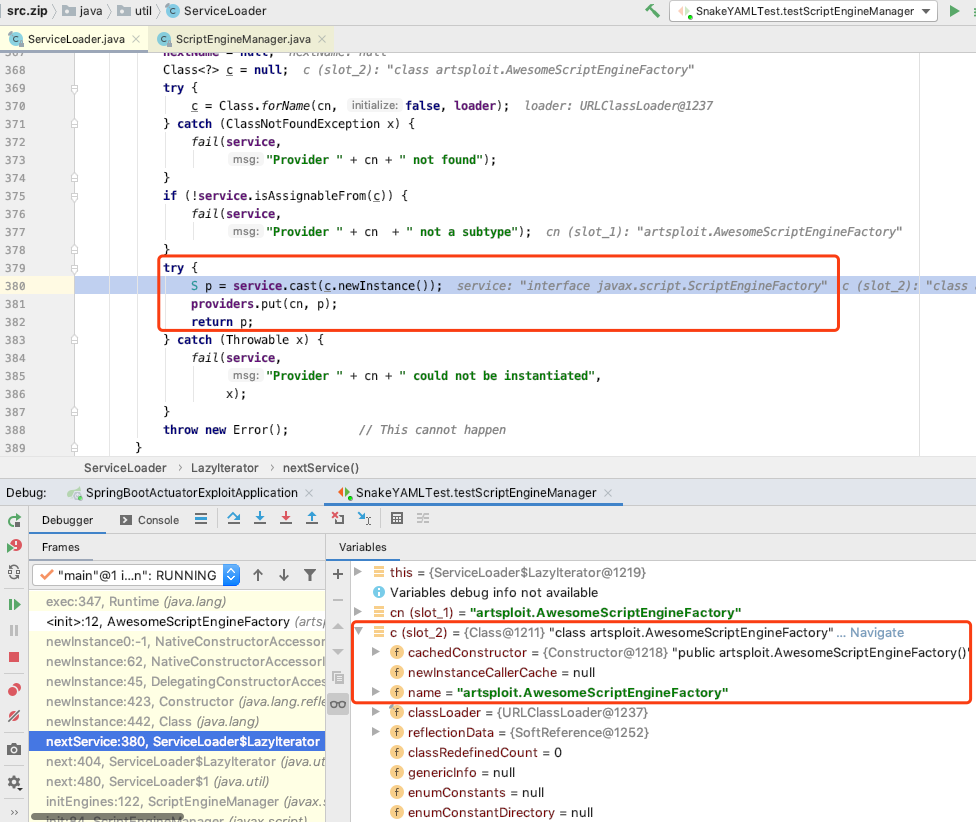 src.zip java util ServiceLoader SnakeYAMLTest.testScriptEngineManager
ServiceLoader.java ScriptEngineManager.java
nextName = null; nextName: null
368 Class<?> c = null; c (slot_2): "class artsploit.AwesomeScriptEngineFactory"
369 try {
370 c = Class.forName(cn, initialize: false, loader); loader: URLClassLoader@1237
371 } catch (ClassNotFoundException x) {
372 fail(service,
373 msg: "Provider " + cn + " not found");
374 }
375 if (!service.isAssignableFrom(c)) {
376 fail(service,
377 msg: "Provider " + cn + " not a subtype"); cn (slot_1): "artsploit.AwesomeScriptEngineFactory"
378 }
379 try {
380 S p = service.cast(c.newInstance()); service: "interface javax.script.ScriptEngineFactory" c (slot_2): "class
381 providers.put(cn, p);
382 return p;
383 } catch (Throwable x) {
384 fail(service,
385 msg: "Provider " + cn + " could not be instantiated",
386 x);
387 }
388 throw new Error(); // This cannot happen
389 }
ServiceLoader › LazyIterator › nextService()
Debug: SpringBootActuatorExploitApplication SnakeYAMLTest.testScriptEngineManager
Debugger Console
Frames
"main"@1 i...n": RUNNING
exec:347, Runtime (java.lang)
<init>:12, AwesomeScriptEngineFactory (arts
newInstance0:-1, NativeConstructorAccessor
newInstance:62, NativeConstructorAccessorI
newInstance:45, DelegatingConstructorAcces
newInstance:423, Constructor (java.lang.refle
newInstance:442, Class (java.lang)
nextService:380, ServiceLoader$LazyIterator
next:404, ServiceLoader$LazyIterator (java.ut
next:480, ServiceLoader$1 (java.util)
initEngines:122, ScriptEngineManager (javax.s
init:84, ScriptEngineManager (javax.script)
Variables
this = {ServiceLoader$LazyIterator@1219}
Variables debug info not available
cn (slot_1) = "artsploit.AwesomeScriptEngineFactory"
c (slot_2) = {Class@1211} "class artsploit.AwesomeScriptEngineFactory" ... Navigate
cachedConstructor = {Constructor@1218} "public artsploit.AwesomeScriptEngineFactory()"
newInstanceCallerCache = null
name = "artsploit.AwesomeScriptEngineFactory"
classLoader = {URLClassLoader@1237}
reflectionData = {SoftReference@1252}
classRedefinedCount = 0
genericInfo = null
enumConstants = null
enumConstantDirectory = null